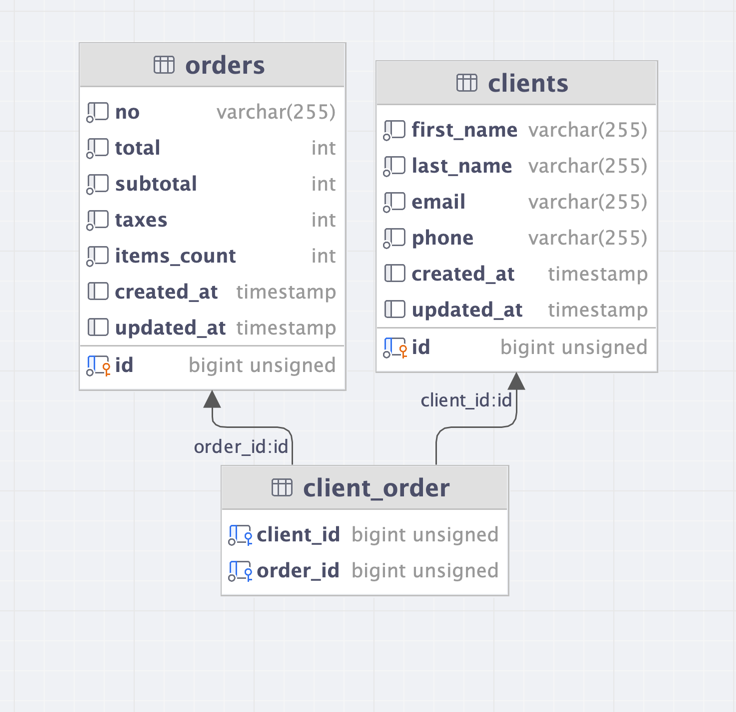 orders
no varchar(255)
total int
subtotal int
taxes int
items_count int
created_at timestamp
updated_at timestamp
id bigint unsigned
clients
first_name varchar(255)
last_name varchar(255)
email varchar(255)
phone varchar(255)
created_at timestamp
updated_at timestamp
id bigint unsigned
client_id:id
order_id:id
client_order
client_id bigint unsigned
order_id bigint unsigned